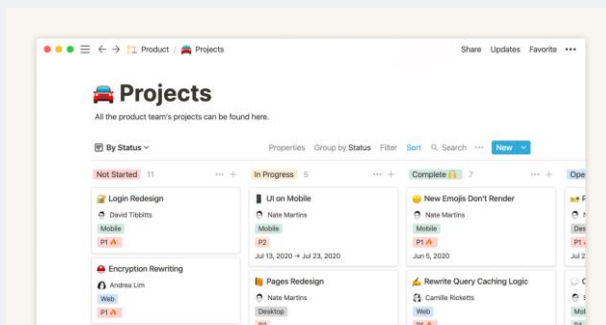 Product / Projects Share Updates Favorite
Projects
All the product team's projects can be found here.
By Status Properties Group by Status Filter Sort Search New
Not Started 11 In Progress 5 Complete 7
Login Redesign
David Tibbitts
Mobile
P1
UI on Mobile
Nate Martins
Mobile
P2
Jul 13, 2020 → Jul 23, 2020
New Emojis Don't Render
Nate Martins
Mobile
P1
Jun 5, 2020
Encryption Rewriting
Andrea Lim
Web
P1
Pages Redesign
Nate Martins
Desktop
Rewrite Query Caching Logic
Camille Ricketts
Web